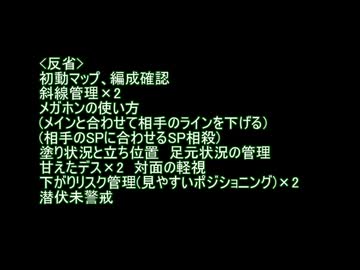 <反省>
初動マップ、編成確認
斜線管理×2
メガホンの使い方
(メインと合わせて相手のラインを下げる)
(相手のSPに合わせるSP相殺)
塗り状況と立ち位置　足元状況の管理
甘えたデス×2　対面の軽視
下がりリスク管理(見やすいポジショニング)×2
潜伏未警戒